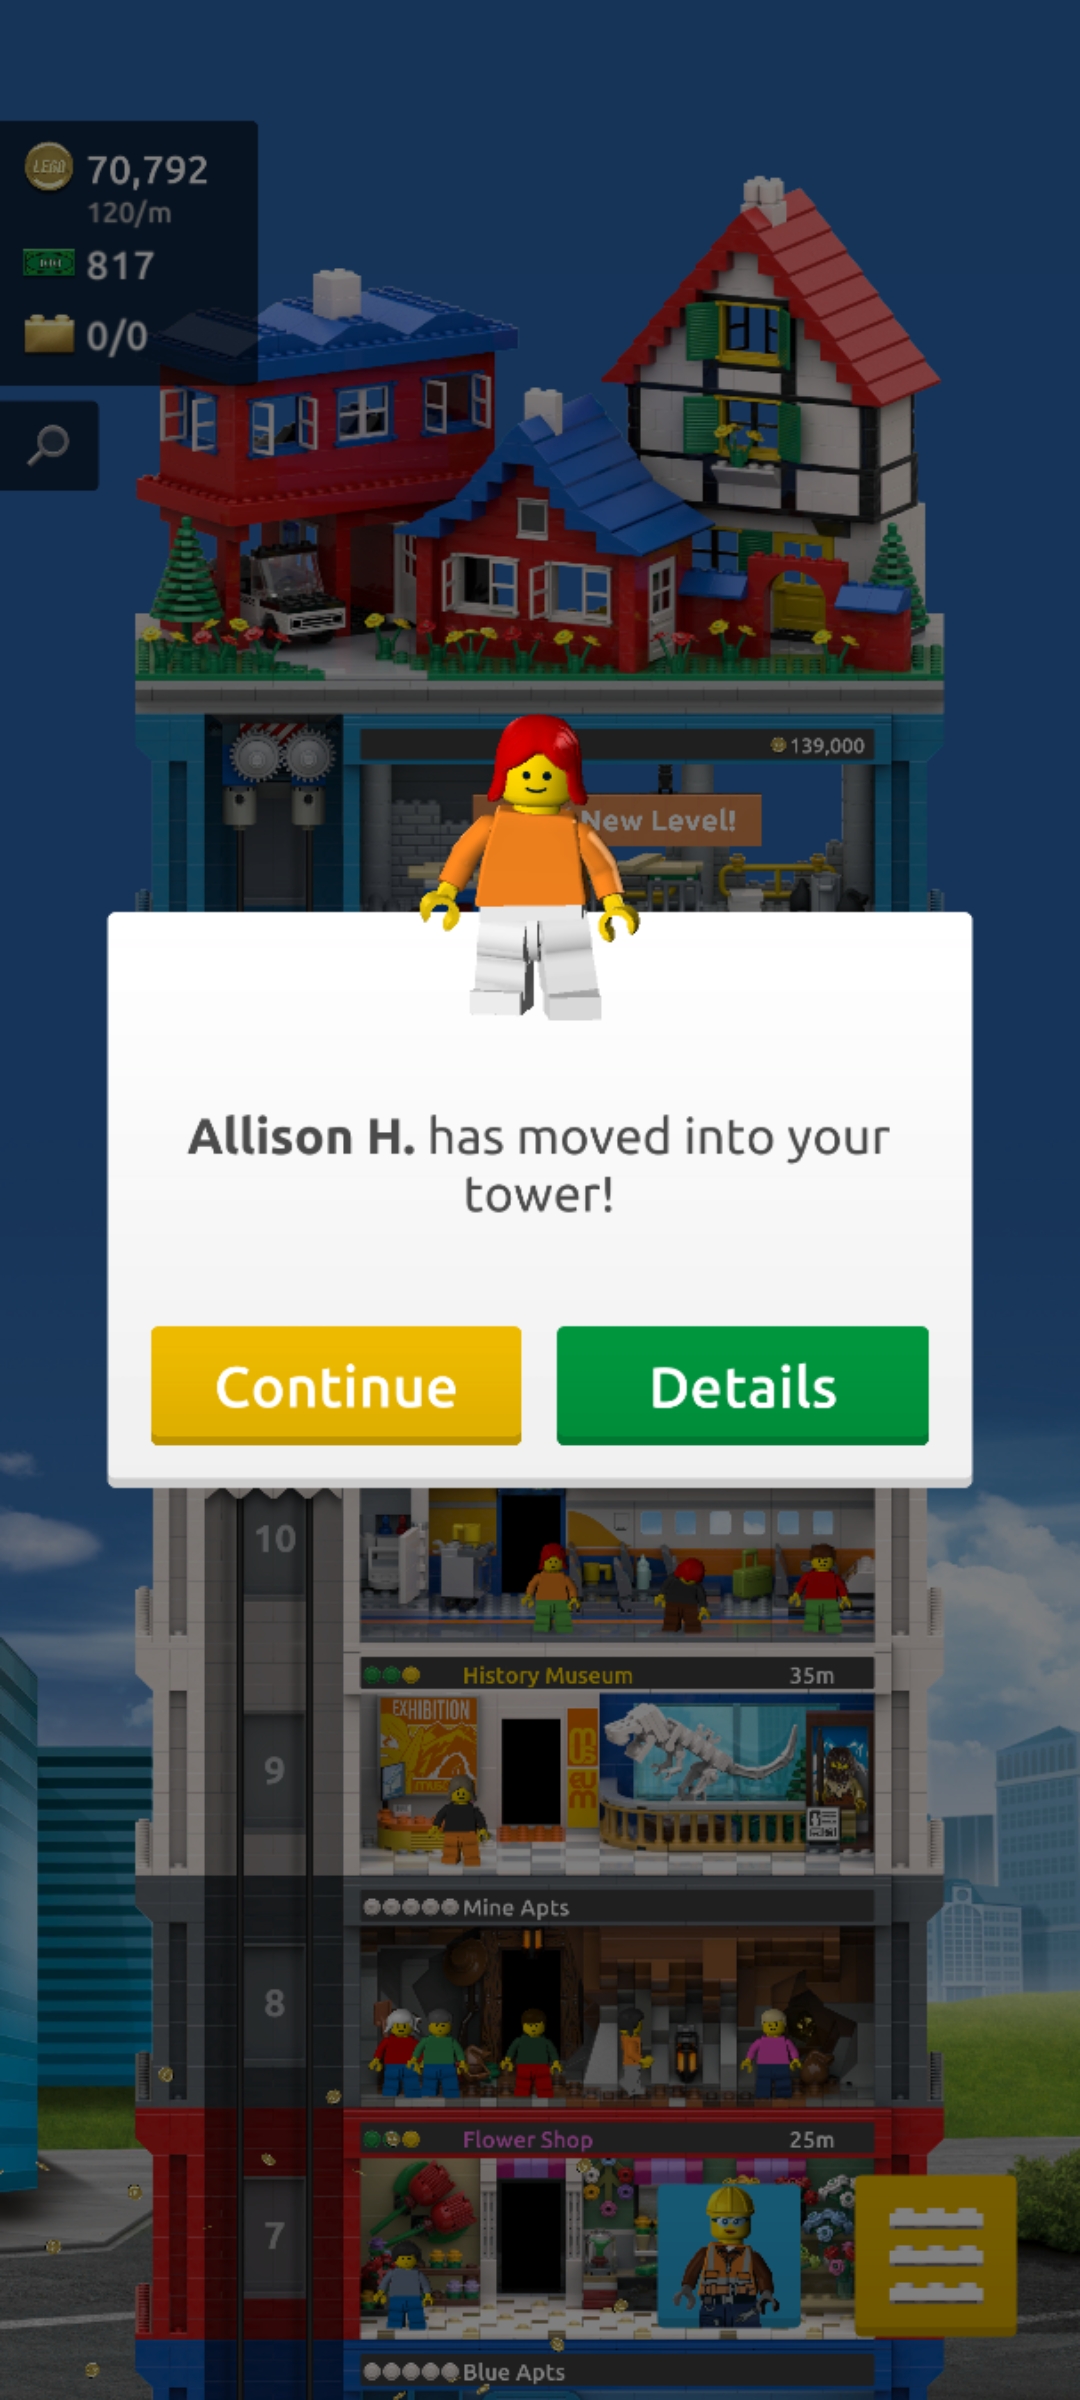 LEGO 70,792
120/m
817
0/0
139,000
New Level!
Allison H. has moved into your
tower!
Continue Details
10
History Museum 35m
EXHIBITION
9
Mine Apts
8
Flower Shop 25m
7
Blue Apts